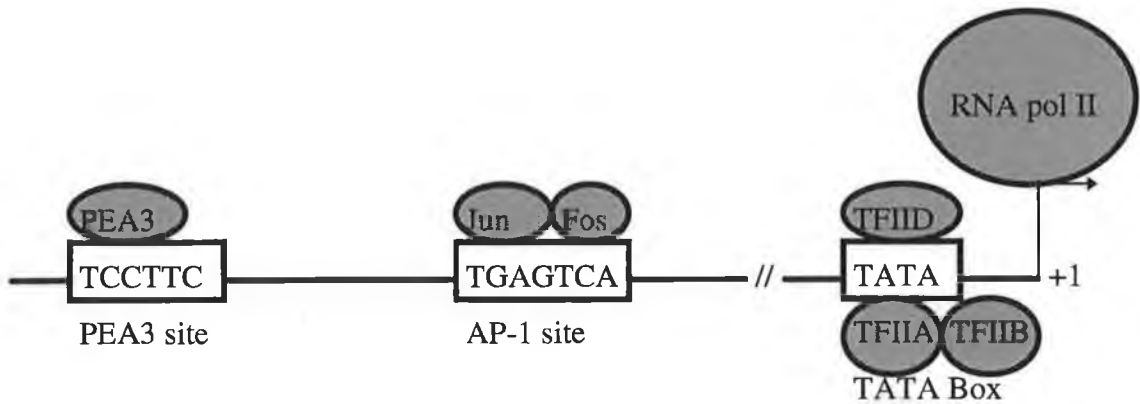 RNA pol II
PEA3 Jun Fos TFIID
TCCTTC TGAGTCA // TATA +1
PEA3 site AP-1 site TFIIA TFIIB
TATA Box